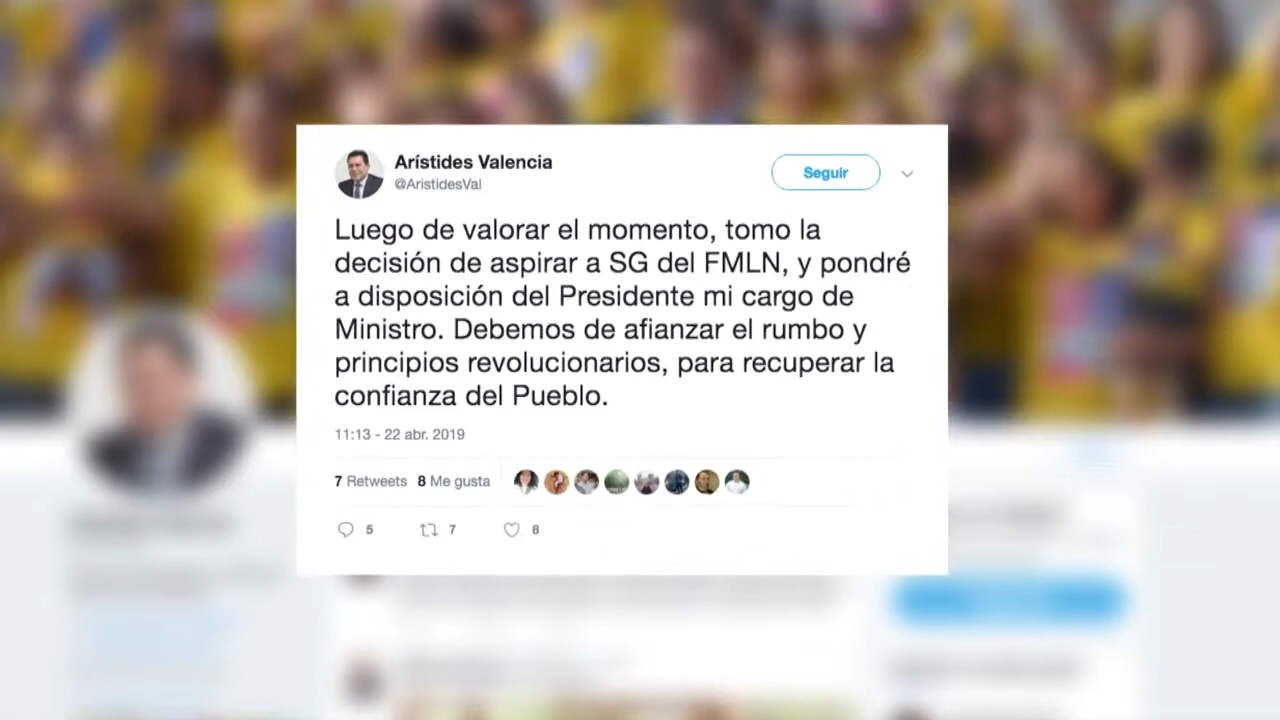 Arístides Valencia
@AristidesVal
Seguir
Luego de valorar el momento, tomo la
decisión de aspirar a SG del FMLN, y pondré
a disposición del Presidente mi cargo de
Ministro. Debemos de afianzar el rumbo y
principios revolucionarios, para recuperar la
confianza del Pueblo.
11:13 - 22 abr. 2019
7 Retweets 8 Me gusta
5 7 8